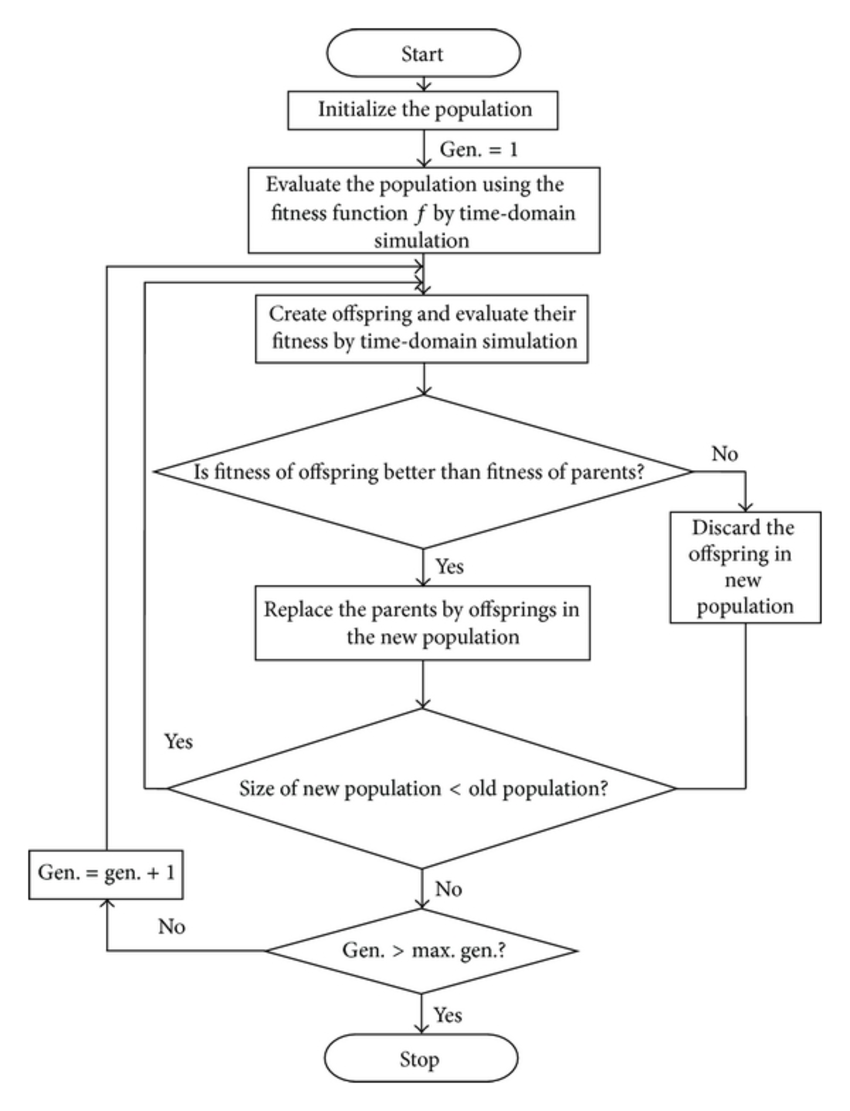 Start
Initialize the population
Gen. = 1
Evaluate the population using the
fitness function f by time-domain
simulation
Create offspring and evaluate their
fitness by time-domain simulation
Is fitness of offspring better than fitness of parents?
No
Discard the
offspring in
new
population
Yes
Replace the parents by offsprings in
the new population
Yes
Size of new population < old population?
Gen. = gen. + 1
No
No
Gen. > max. gen.?
Yes
Stop